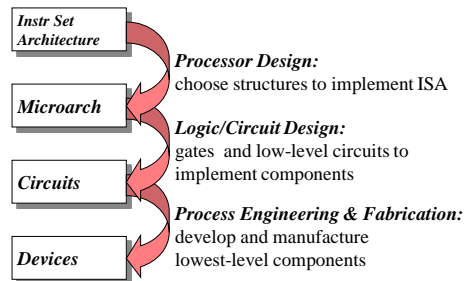 Instr Set
Architecture
Processor Design:
choose structures to implement ISA
Microarch
Logic/Circuit Design:
gates and low-level circuits to
implement components
Circuits
Process Engineering & Fabrication:
develop and manufacture
lowest-level components
Devices